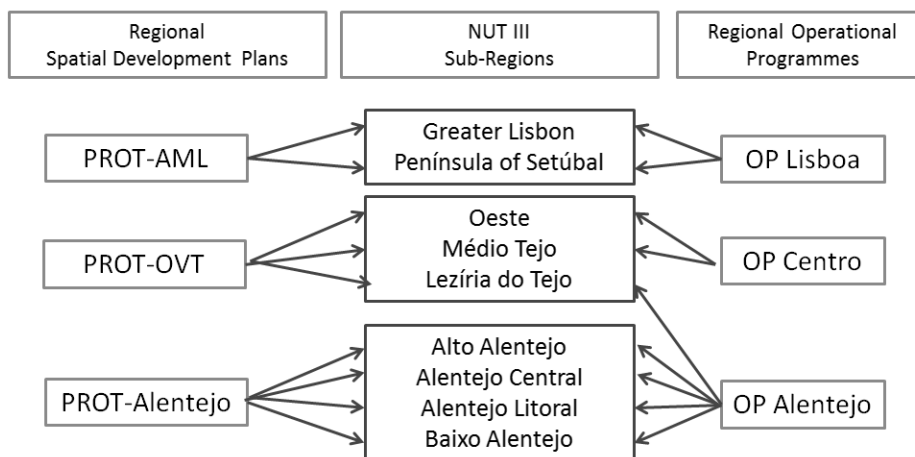 Regional
Spatial Development Plans
NUT III
Sub-Regions
Regional Operational
Programmes
PROT-AML
Greater Lisbon
Península of Setúbal
OP Lisboa
PROT-OVT
Oeste
Médio Tejo
Lezíria do Tejo
OP Centro
PROT-Alentejo
Alto Alentejo
Alentejo Central
Alentejo Litoral
Baixo Alentejo
OP Alentejo